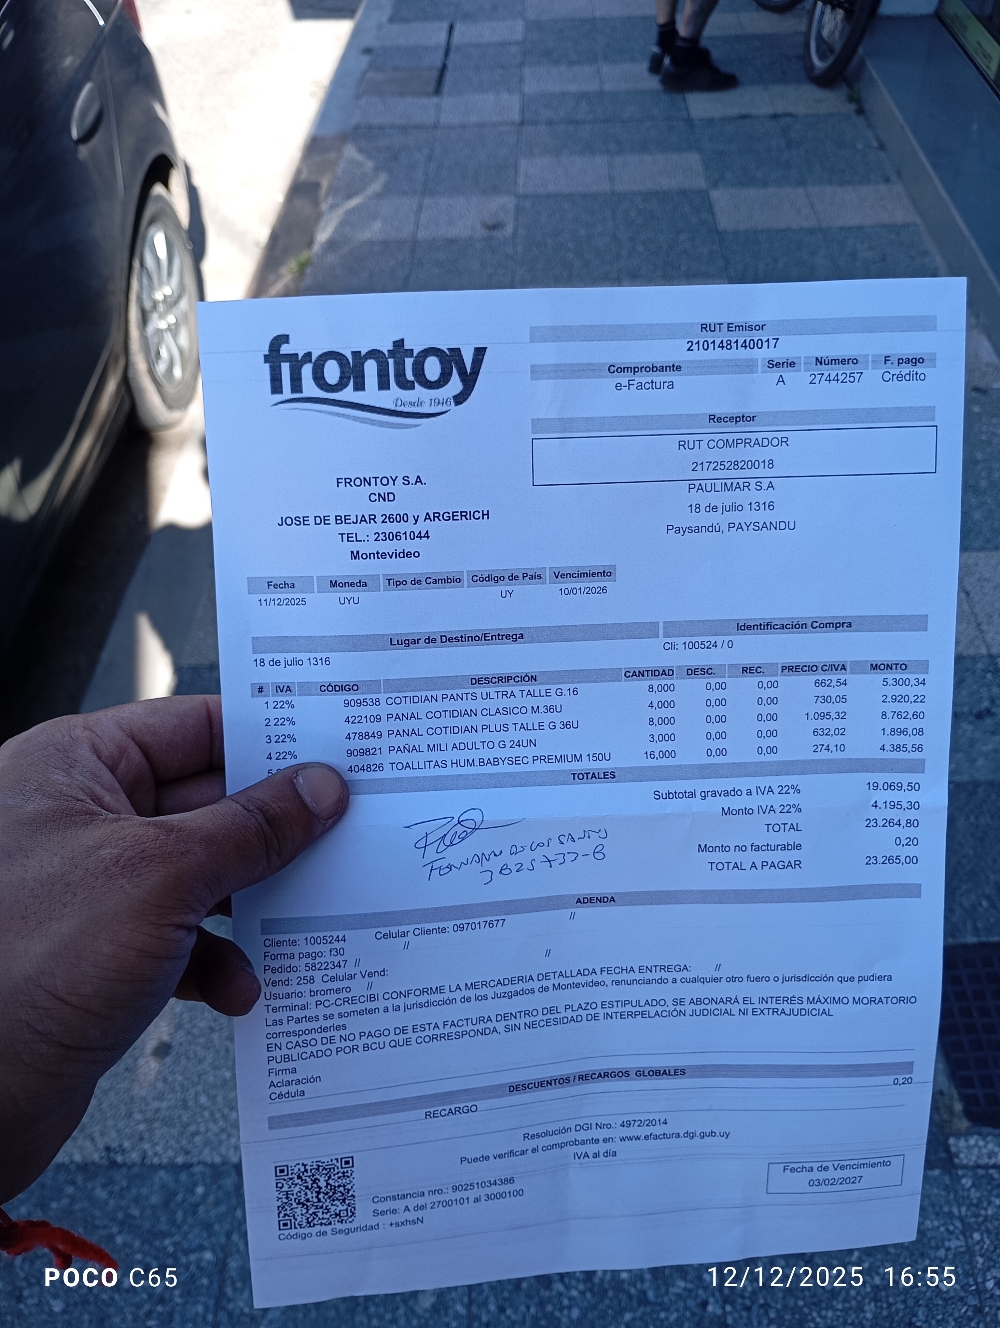 frontoy
Desde 1946
FRONTOY S.A.
CND
JOSE DE BEJAR 2600 y ARGERICH
TEL.: 23061044
Montevideo
RUT Emisor
210148140017
Comprobante Serie Número F. pago
e-Factura A 2744257 Crédito
Receptor
RUT COMPRADOR
217252820018
PAULIMAR S.A
18 de julio 1316
Paysandú, PAYSANDU
Fecha Moneda Tipo de Cambio Código de País Vencimiento
11/12/2025 UYU UY 10/01/2026
Lugar de Destino/Entrega Identificación Compra
18 de julio 1316 Cli: 100524 / 0
# IVA CÓDIGO DESCRIPCIÓN CANTIDAD DESC. REC. PRECIO C/IVA MONTO
1 22% 909538 COTIDIAN PANTS ULTRA TALLE G.16 8,000 0,00 0,00 662,54 5.300,34
2 22% 422109 PANAL COTIDIAN CLASICO M.36U 4,000 0,00 0,00 730,05 2.920,22
3 22% 478849 PANAL COTIDIAN PLUS TALLE G 36U 8,000 0,00 0,00 1.095,32 8.762,60
4 22% 909821 PAÑAL MILI ADULTO G 24UN 3,000 0,00 0,00 632,02 1.896,08
404826 TOALLITAS HUM.BABYSEC PREMIUM 150U 16,000 0,00 0,00 274,10 4.385,56
TOTALES
Subtotal gravado a IVA 22% 19.069,50
Monto IVA 22% 4.195,30
TOTAL 23.264,80
Monto no facturable 0,20
TOTAL A PAGAR 23.265,00
ADENDA
Cliente: 1005244 Celular Cliente: 097017677 //
Forma pago: f30 //
Pedido: 5822347 //
Vend: 258 Celular Vend: //
Usuario: bromero //
Terminal: PC-CRECIBI CONFORME LA MERCADERIA DETALLADA FECHA ENTREGA: //
Las Partes se someten a la jurisdicción de los Juzgados de Montevideo, renunciando a cualquier otro fuero o jurisdicción que pudiera
corresponderles
EN CASO DE NO PAGO DE ESTA FACTURA DENTRO DEL PLAZO ESTIPULADO, SE ABONARÁ EL INTERÉS MÁXIMO MORATORIO
PUBLICADO POR BCU QUE CORRESPONDA, SIN NECESIDAD DE INTERPELACIÓN JUDICIAL NI EXTRAJUDICIAL
Firma
Aclaración
Cédula
DESCUENTOS / RECARGOS GLOBALES
RECARGO 0,20
Resolución DGI Nro.: 4972/2014
Puede verificar el comprobante en: www.efactura.dgi.gub.uy
IVA al día
Constancia nro.: 90251034386
Serie: A del 2700101 al 3000100
Código de Seguridad : +sxhsN
Fecha de Vencimiento
03/02/2027
POCO C65
12/12/2025 16:55